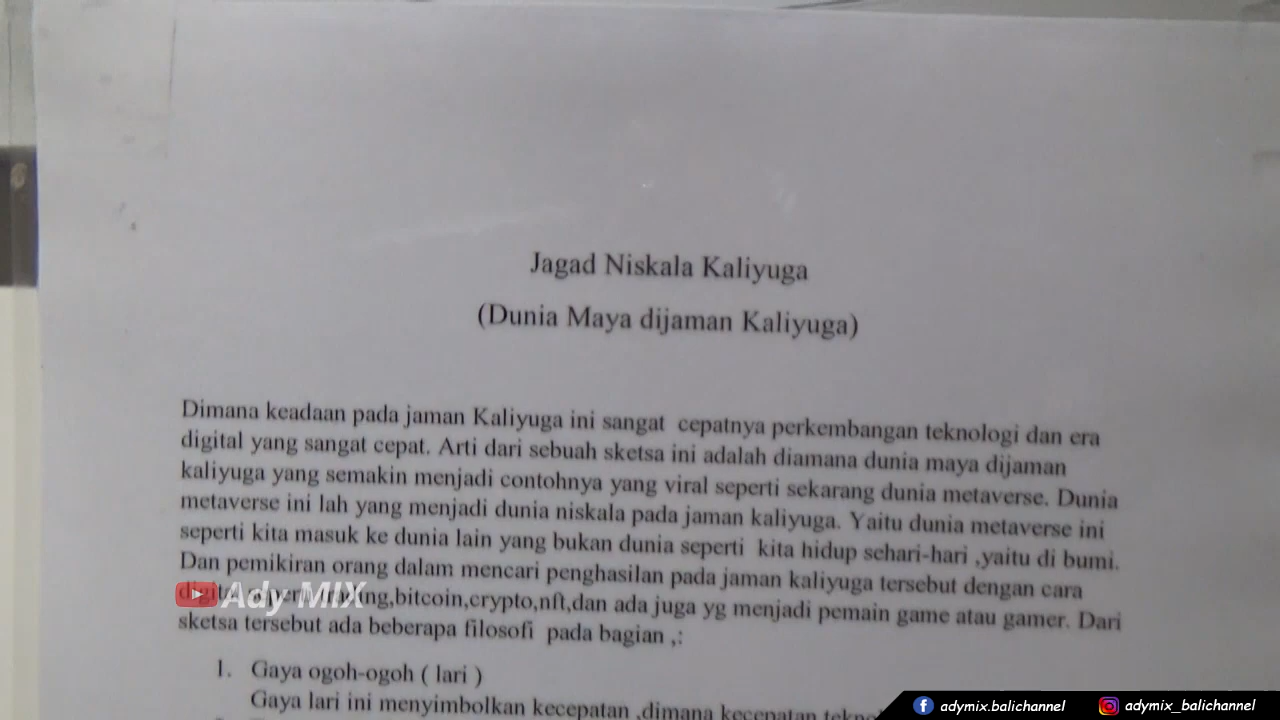 Jagad Niskala Kaliyuga
(Dunia Maya dijaman Kaliyuga)
Dimana keadaan pada jaman Kaliyuga ini sangat cepatnya perkembangan teknologi dan era
digital yang sangat cepat. Arti dari sebuah sketsa ini adalah diamana dunia maya dijaman
kaliyuga yang semakin menjadi contohnya yang viral seperti sekarang dunia metaverse. Dunia
metaverse ini lah yang menjadi dunia niskala pada jaman kaliyuga. Yaitu dunia metaverse ini
seperti kita masuk ke dunia lain yang bukan dunia seperti kita hidup sehari-hari ,yaitu di bumi.
Dan pemikiran orang dalam mencari penghasilan pada jaman kaliyuga tersebut dengan cara
,bitcoin,crypto,nft,dan ada juga yg menjadi pemain game atau gamer. Dari
Ady MIX
sketsa tersebut ada beberapa filosofi pada bagian ,:
1. Gaya ogoh-ogoh ( lari )
Gaya lari ini menyimbolkan kecepatan ,dimana kecepatan
adymix.balichannel
adymix_balichannel